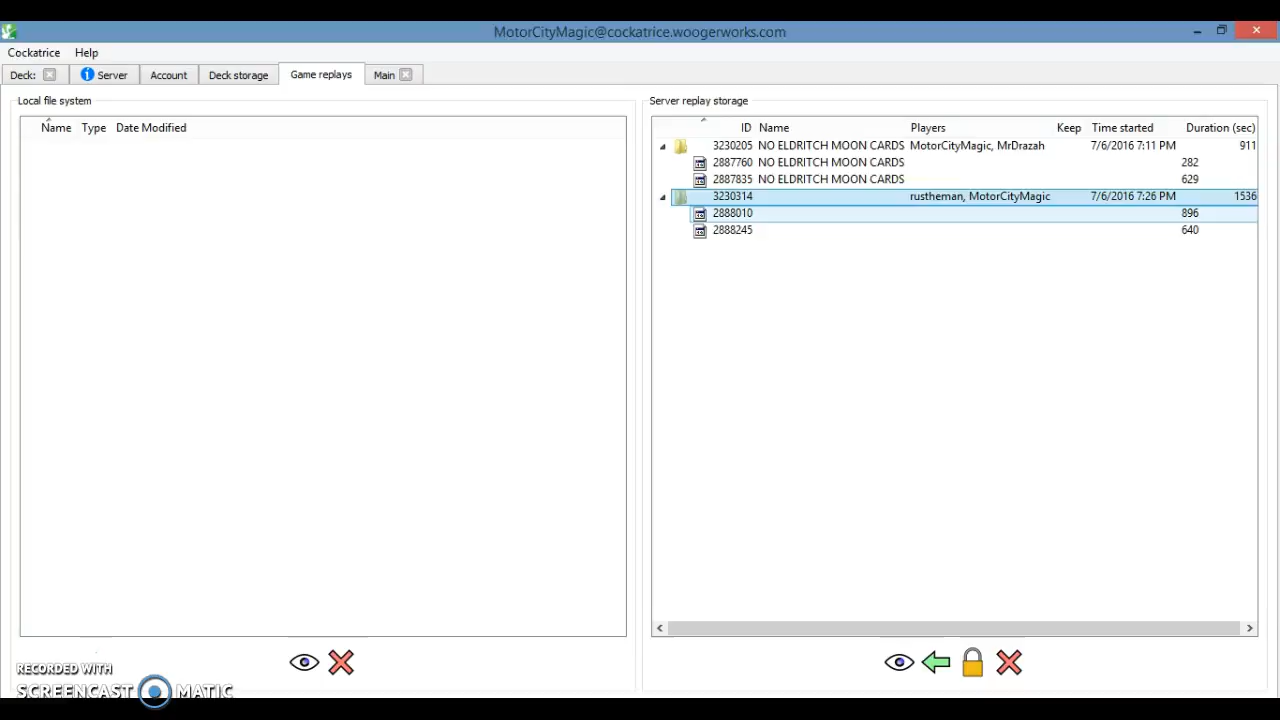 MotorCityMagic@cockatrice.woogerworks.com
Cockatrice Help
Deck: Server Account Deck storage Game replays Main
Local file system
Name Type Date Modified
Server replay storage
ID Name Players Keep Time started Duration (sec)
3230205 NO ELDRITCH MOON CARDS MotorCityMagic, MrDrazah 7/6/2016 7:11 PM 911
2887760 NO ELDRITCH MOON CARDS 282
2887835 NO ELDRITCH MOON CARDS 629
3230314 rustheman, MotorCityMagic 7/6/2016 7:26 PM 1536
2888010 896
2888245 640
RECORDED WITH
SCREENCAST MATIC